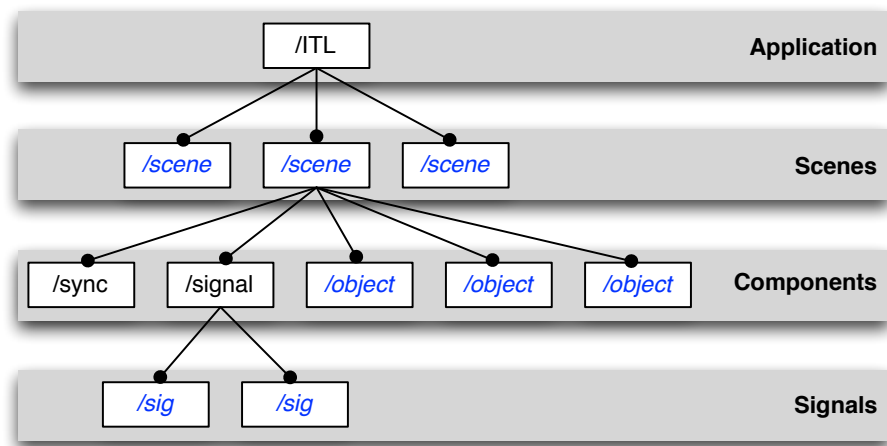 /ITL
Application
/scene /scene /scene
Scenes
/sync /signal /object /object /object
Components
/sig /sig
Signals